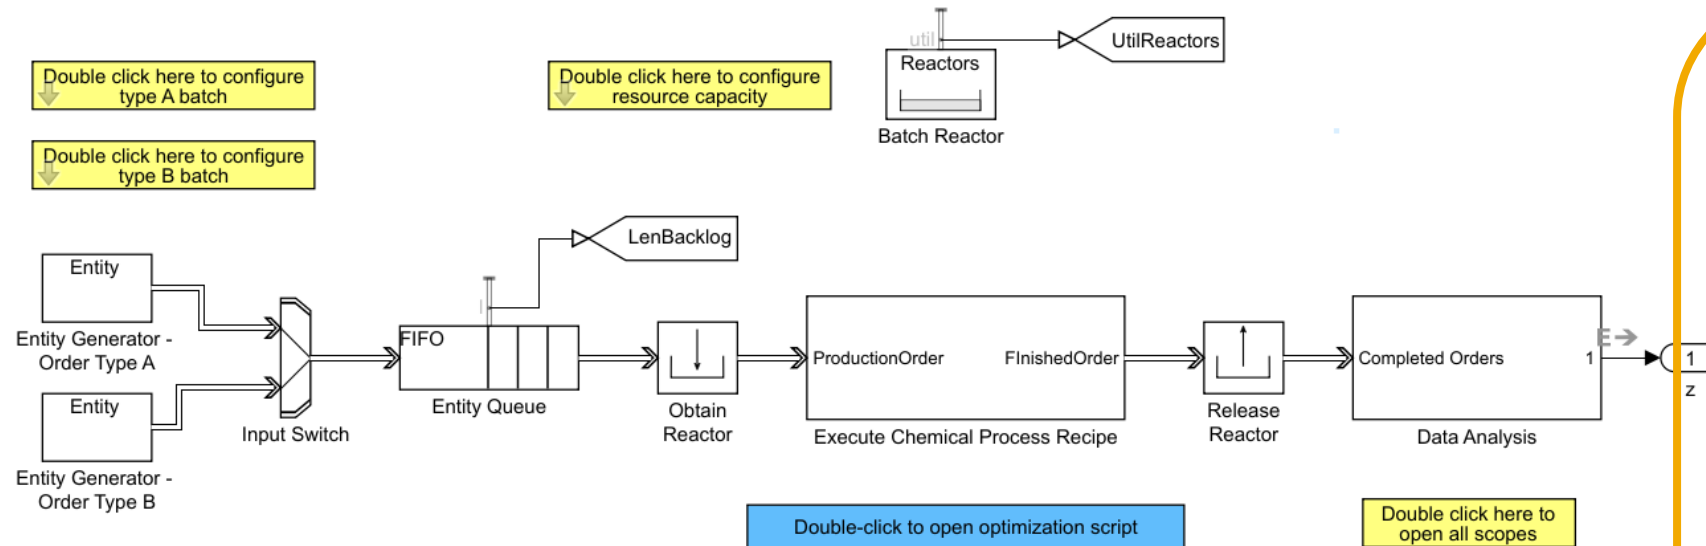 util
UtilReactors
Reactors
Batch Reactor
Double click here to configure
type A batch
Double click here to configure
resource capacity
Double click here to configure
type B batch
LenBacklog
Entity
Entity Generator -
Order Type A
Entity
Entity Generator -
Order Type B
Input Switch
l
FIFO
Entity Queue
Obtain
Reactor
ProductionOrder
FInishedOrder
Execute Chemical Process Recipe
Release
Reactor
Completed Orders
1
Data Analysis
E
1
z
Double-click to open optimization script
Double click here to
open all scopes